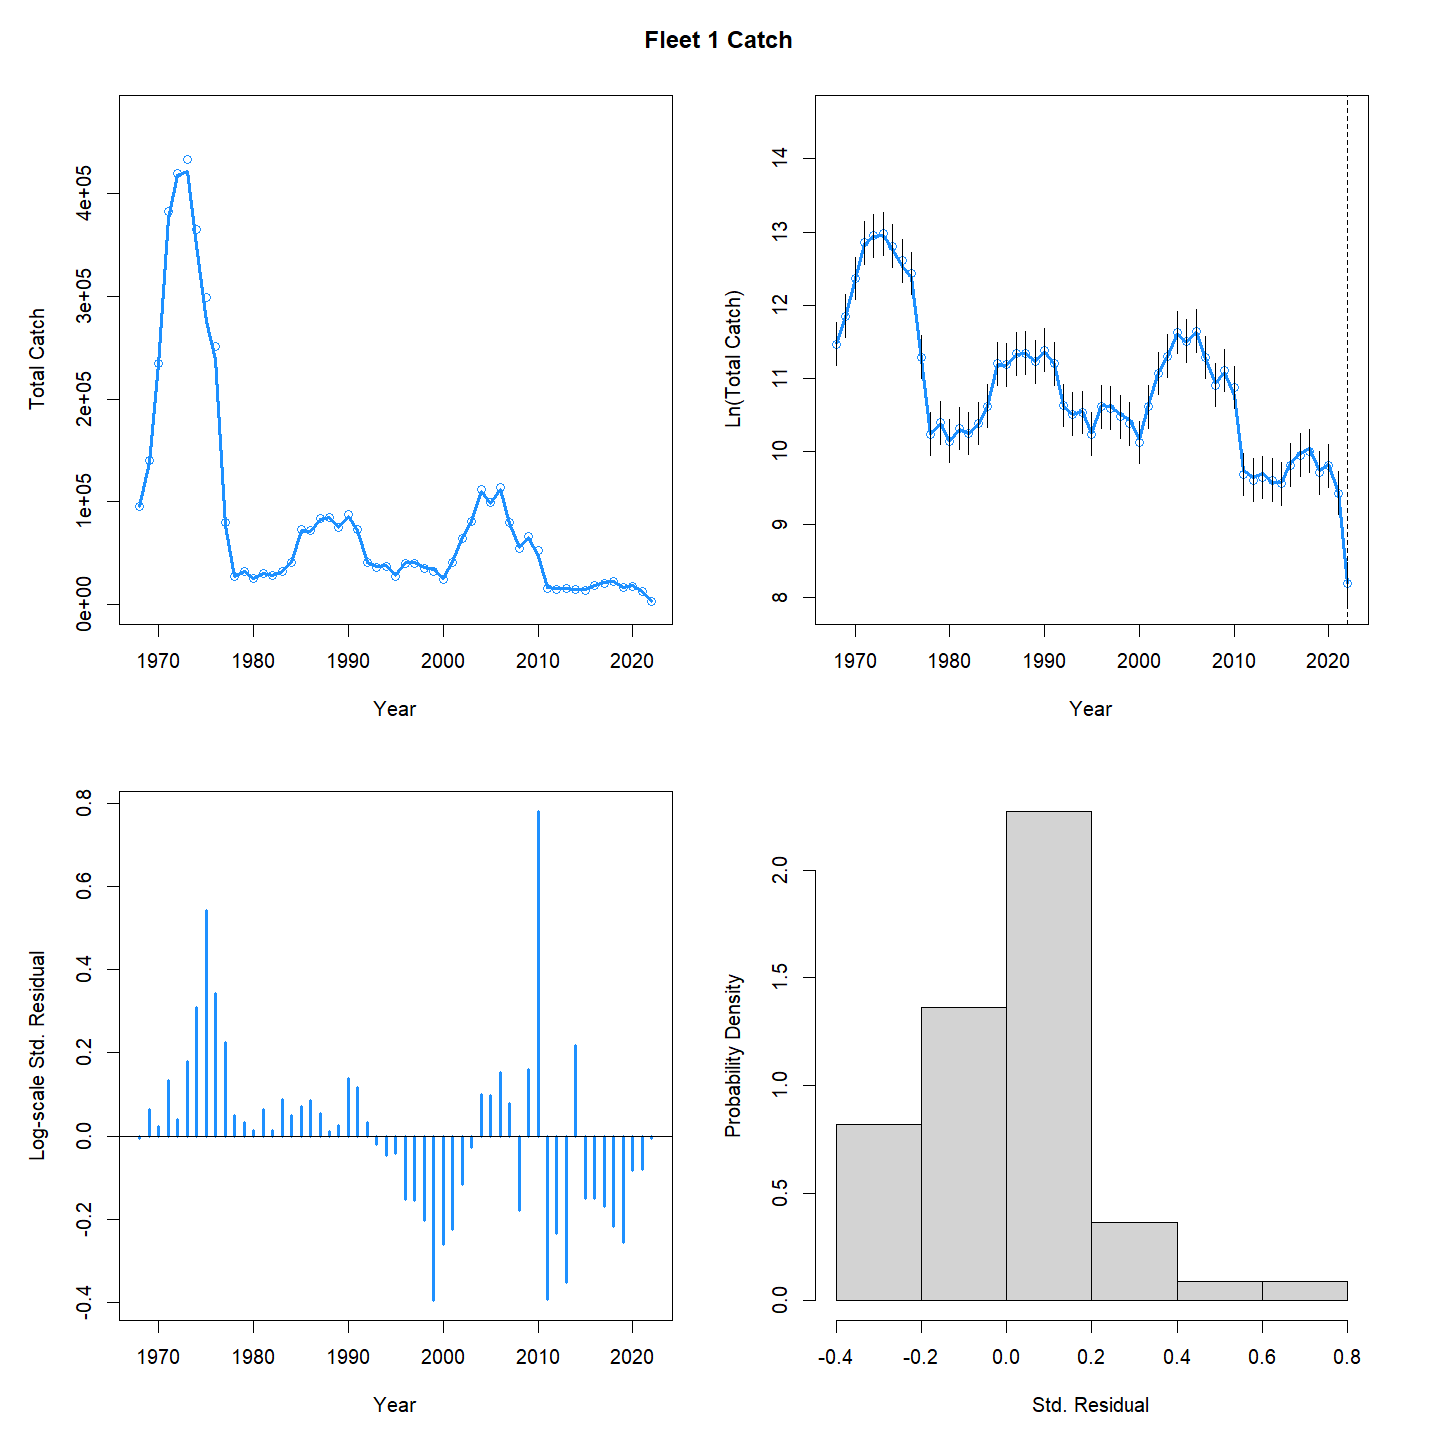 Fleet 1 Catch
Total Catch
0e+00 1e+05 2e+05 3e+05 4e+05
1970 1980 1990 2000 2010 2020
Year
Ln(Total Catch)
8 9 10 11 12 13 14
1970 1980 1990 2000 2010 2020
Year
Log-scale Std. Residual
-0.4 -0.2 0.0 0.2 0.4 0.6 0.8
1970 1980 1990 2000 2010 2020
Year
Probability Density
0.0 0.5 1.0 1.5 2.0
-0.4 -0.2 0.0 0.2 0.4 0.6 0.8
Std. Residual